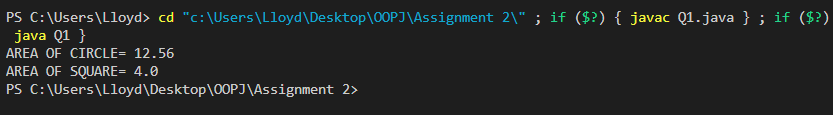 PS C:\Users\Lloyd> cd "c:\Users\Lloyd\Desktop\OOPJ\Assignment 2\" ; if ($?) { javac Q1.java } ; if ($?)
 java Q1 }
AREA OF CIRCLE= 12.56
AREA OF SQUARE= 4.0
PS C:\Users\Lloyd\Desktop\OOPJ\Assignment 2>